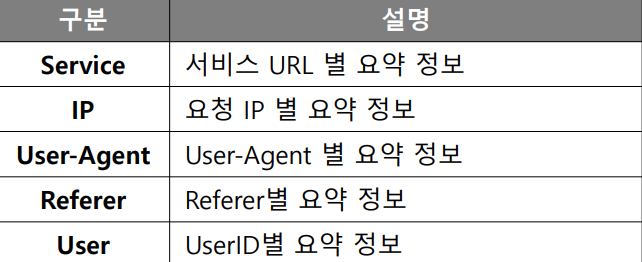 구분 설명
Service 서비스 URL 별 요약 정보
IP 요청 IP 별 요약 정보
User-Agent User-Agent 별 요약 정보
Referer Referer별 요약 정보
User UserID별 요약 정보